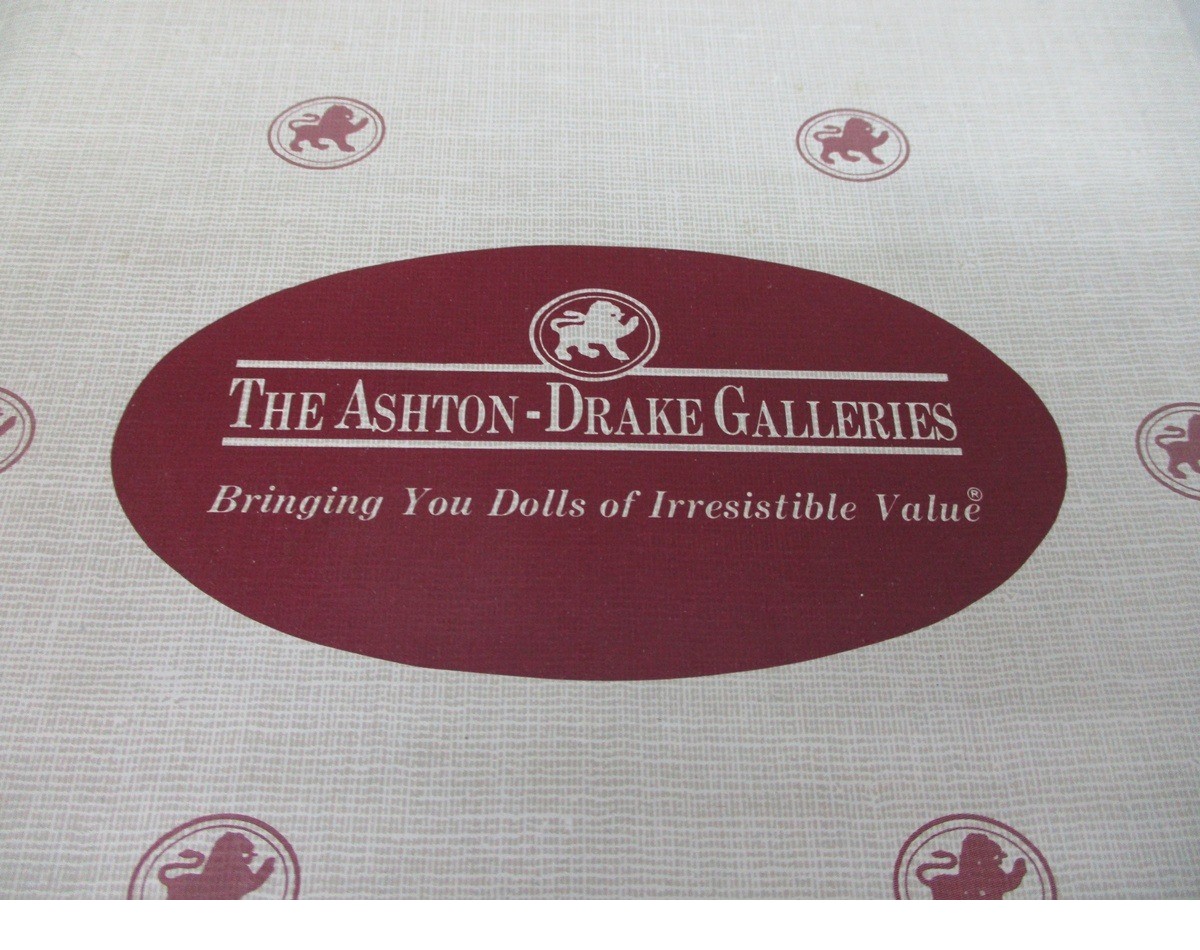 THE ASHTON-DRAKE GALLERIES
Bringing You Dolls of Irresistible Value®